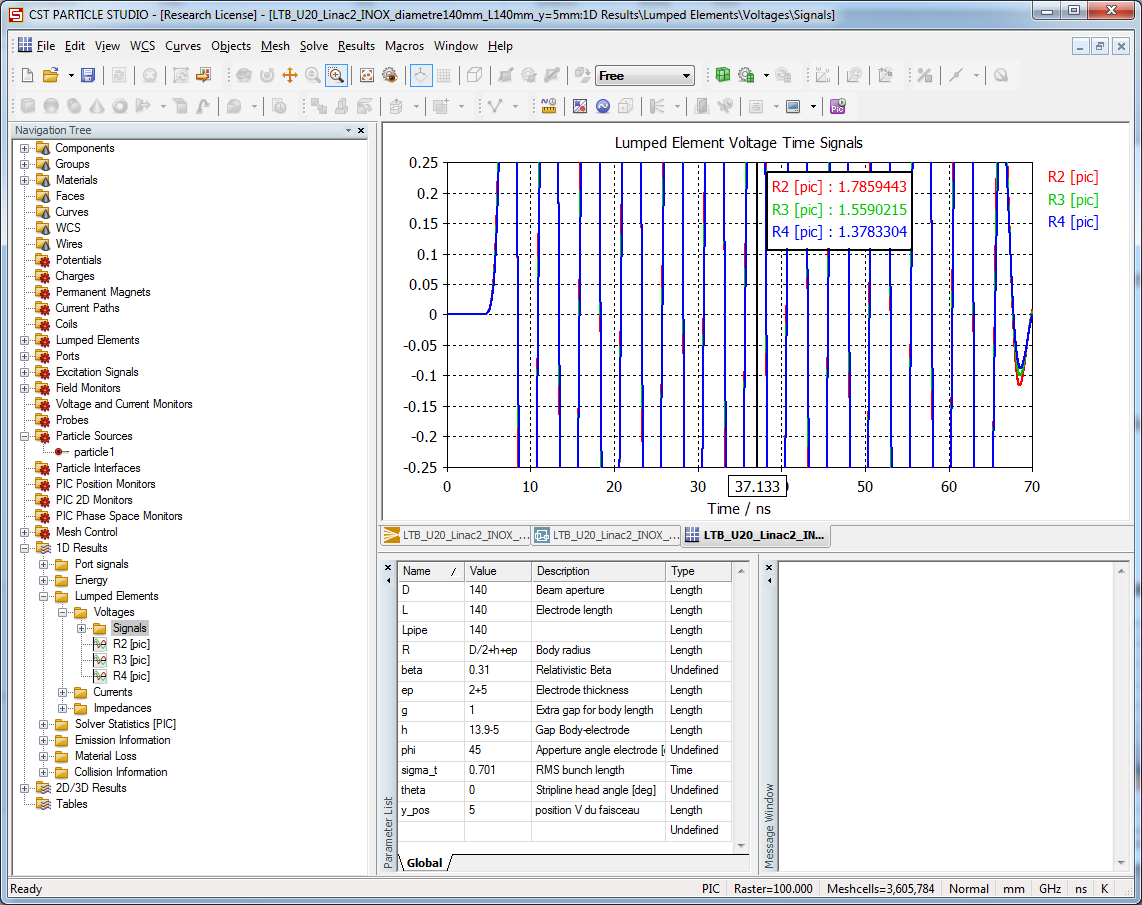 CST PARTICLE STUDIO - [Research License] - [LTB_U20_Linac2_INOX_diametre140mm_L140mm_y=5mm:1D Results\Lumped Elements\Voltages\Signals]
File Edit View WCS Curves Objects Mesh Solve Results Macros Window Help
Free
Pic
Navigation Tree
Components
Groups
Materials
Faces
Curves
WCS
Wires
Potentials
Charges
Permanent Magnets
Current Paths
Coils
Lumped Elements
Ports
Excitation Signals
Field Monitors
Voltage and Current Monitors
Probes
Particle Sources
particle1
Particle Interfaces
PIC Position Monitors
PIC 2D Monitors
PIC Phase Space Monitors
Mesh Control
1D Results
Port signals
Energy
Lumped Elements
Voltages
Signals
R2 [pic]
R3 [pic]
R4 [pic]
Currents
Impedances
Solver Statistics [PIC]
Emission Information
Material Loss
Collision Information
2D/3D Results
Tables
Lumped Element Voltage Time Signals
0.25
0.2
0.15
0.1
0.05
0
-0.05
-0.1
-0.15
-0.2
-0.25
R2 [pic] : 1.7859443
R3 [pic] : 1.5590215
R4 [pic] : 1.3783304
R2 [pic]
R3 [pic]
R4 [pic]
0 10 20 30 37.133 50 60 70
Time / ns
LTB_U20_Linac2_INOX_... LTB_U20_Linac2_INOX_... LTB_U20_Linac2_IN...
Name Value Description Type
D 140 Beam aperture Length
L 140 Electrode length Length
Lpipe 140 Length
R D/2+h+ep Body radius Length
beta 0.31 Relativistic Beta Undefined
ep 2+5 Electrode thickness Length
g 1 Extra gap for body length Length
h 13.9-5 Gap Body-electrode Length
phi 45 Apperture angle electrode [ Undefined
sigma_t 0.701 RMS bunch length Time
theta 0 Stripline head angle [deg] Undefined
y_pos 5 position V du faisceau Length
Undefined
Global
Parameter List
Message Window
Ready PIC Raster=100.000 Meshcells=3,605,784 Normal mm GHz ns K